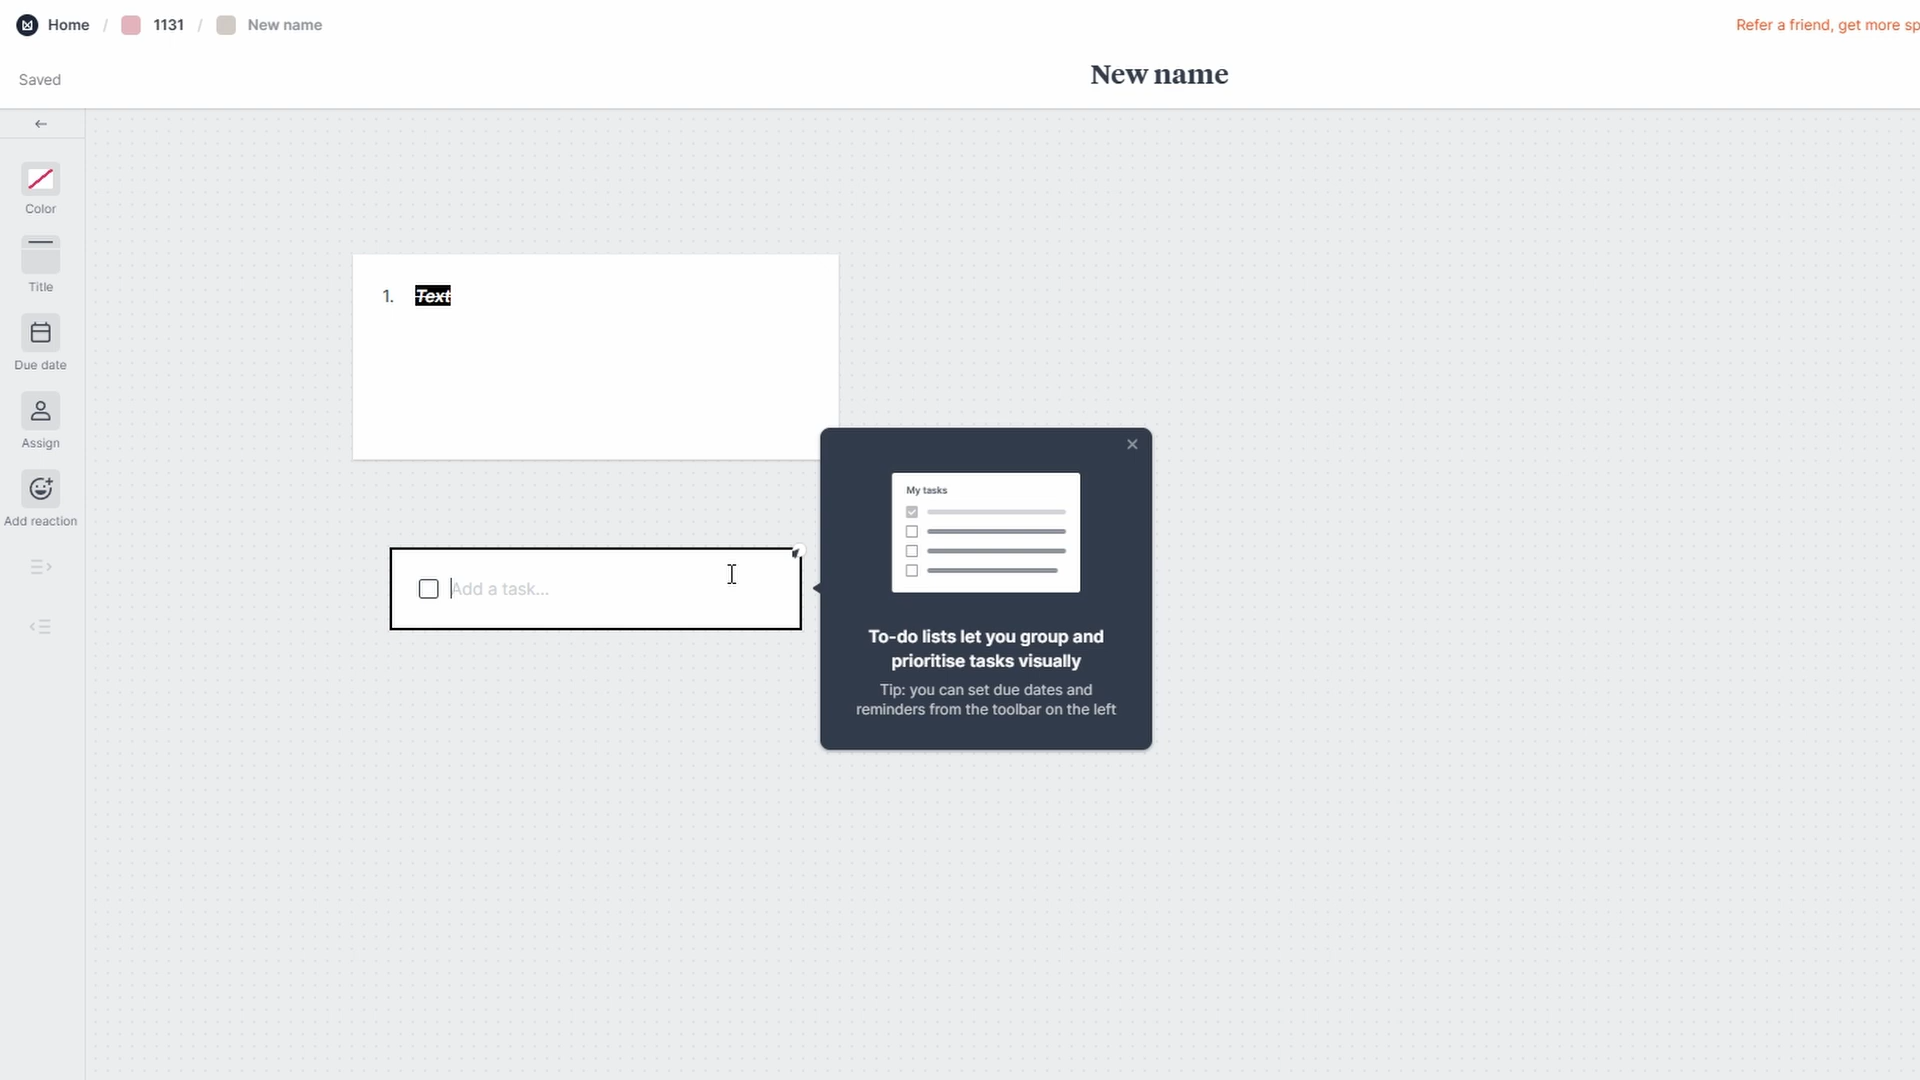 Home / 1131 / New name
Refer a friend, get more sp
Saved
New name
Color
Title
Due date
Assign
Add reaction
1. Text
Add a task...
My tasks
To-do lists let you group and
prioritise tasks visually
Tip: you can set due dates and
reminders from the toolbar on the left